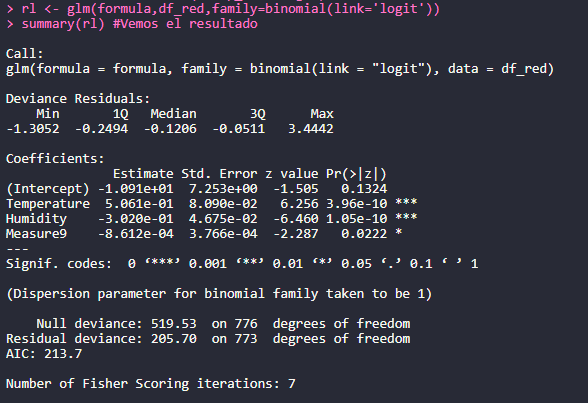 > rl <- glm(formula,df_red,family=binomial(link='logit'))
> summary(rl) #Vemos el resultado
Call:
glm(formula = formula, family = binomial(link = "logit"), data = df_red)
Deviance Residuals:
    Min       1Q   Median       3Q      Max
-1.3052  -0.2494  -0.1206  -0.0511   3.4442
Coefficients:
              Estimate Std. Error z value Pr(>|z|)
(Intercept) -1.091e+01  7.253e+00  -1.505   0.1324
Temperature  5.061e-01  8.090e-02   6.256 3.96e-10 ***
Humidity    -3.020e-01  4.675e-02  -6.460 1.05e-10 ***
Measure9    -8.612e-04  3.766e-04  -2.287   0.0222 *
---
Signif. codes:  0 ‘***’ 0.001 ‘**’ 0.01 ‘*’ 0.05 ‘.’ 0.1 ‘ ’ 1
(Dispersion parameter for binomial family taken to be 1)
    Null deviance: 519.53  on 776  degrees of freedom
Residual deviance: 205.70  on 773  degrees of freedom
AIC: 213.7
Number of Fisher Scoring iterations: 7